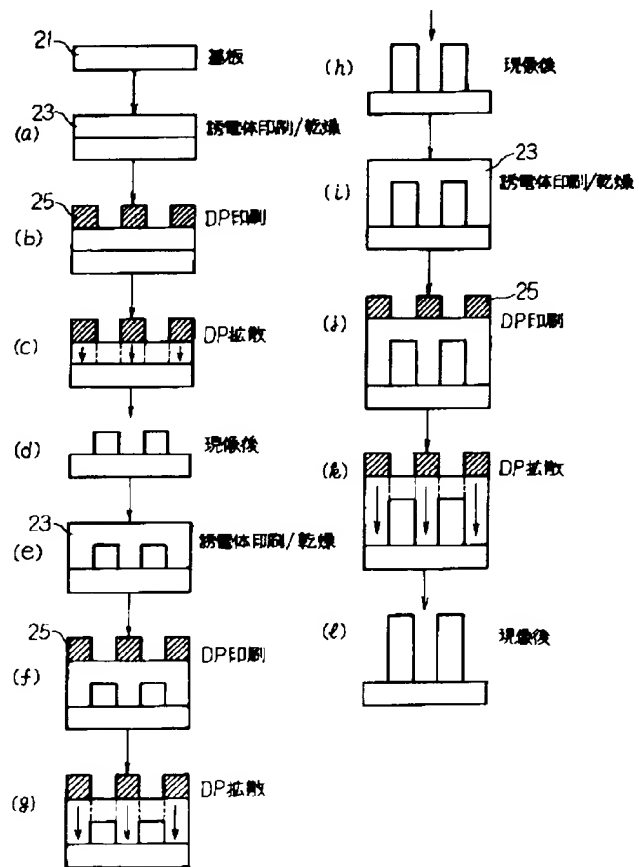 21
基板
23
(a)
誘電体印刷/乾燥
25
(b)
DP印刷
(c)
DP拡散
(d)
現像後
23
(e)
誘電体印刷/乾燥
25
(f)
DP印刷
(g)
DP拡散
(h)
現像後
23
(i)
誘電体印刷/乾燥
25
(j)
DP印刷
(k)
DP拡散
(l)
現像後